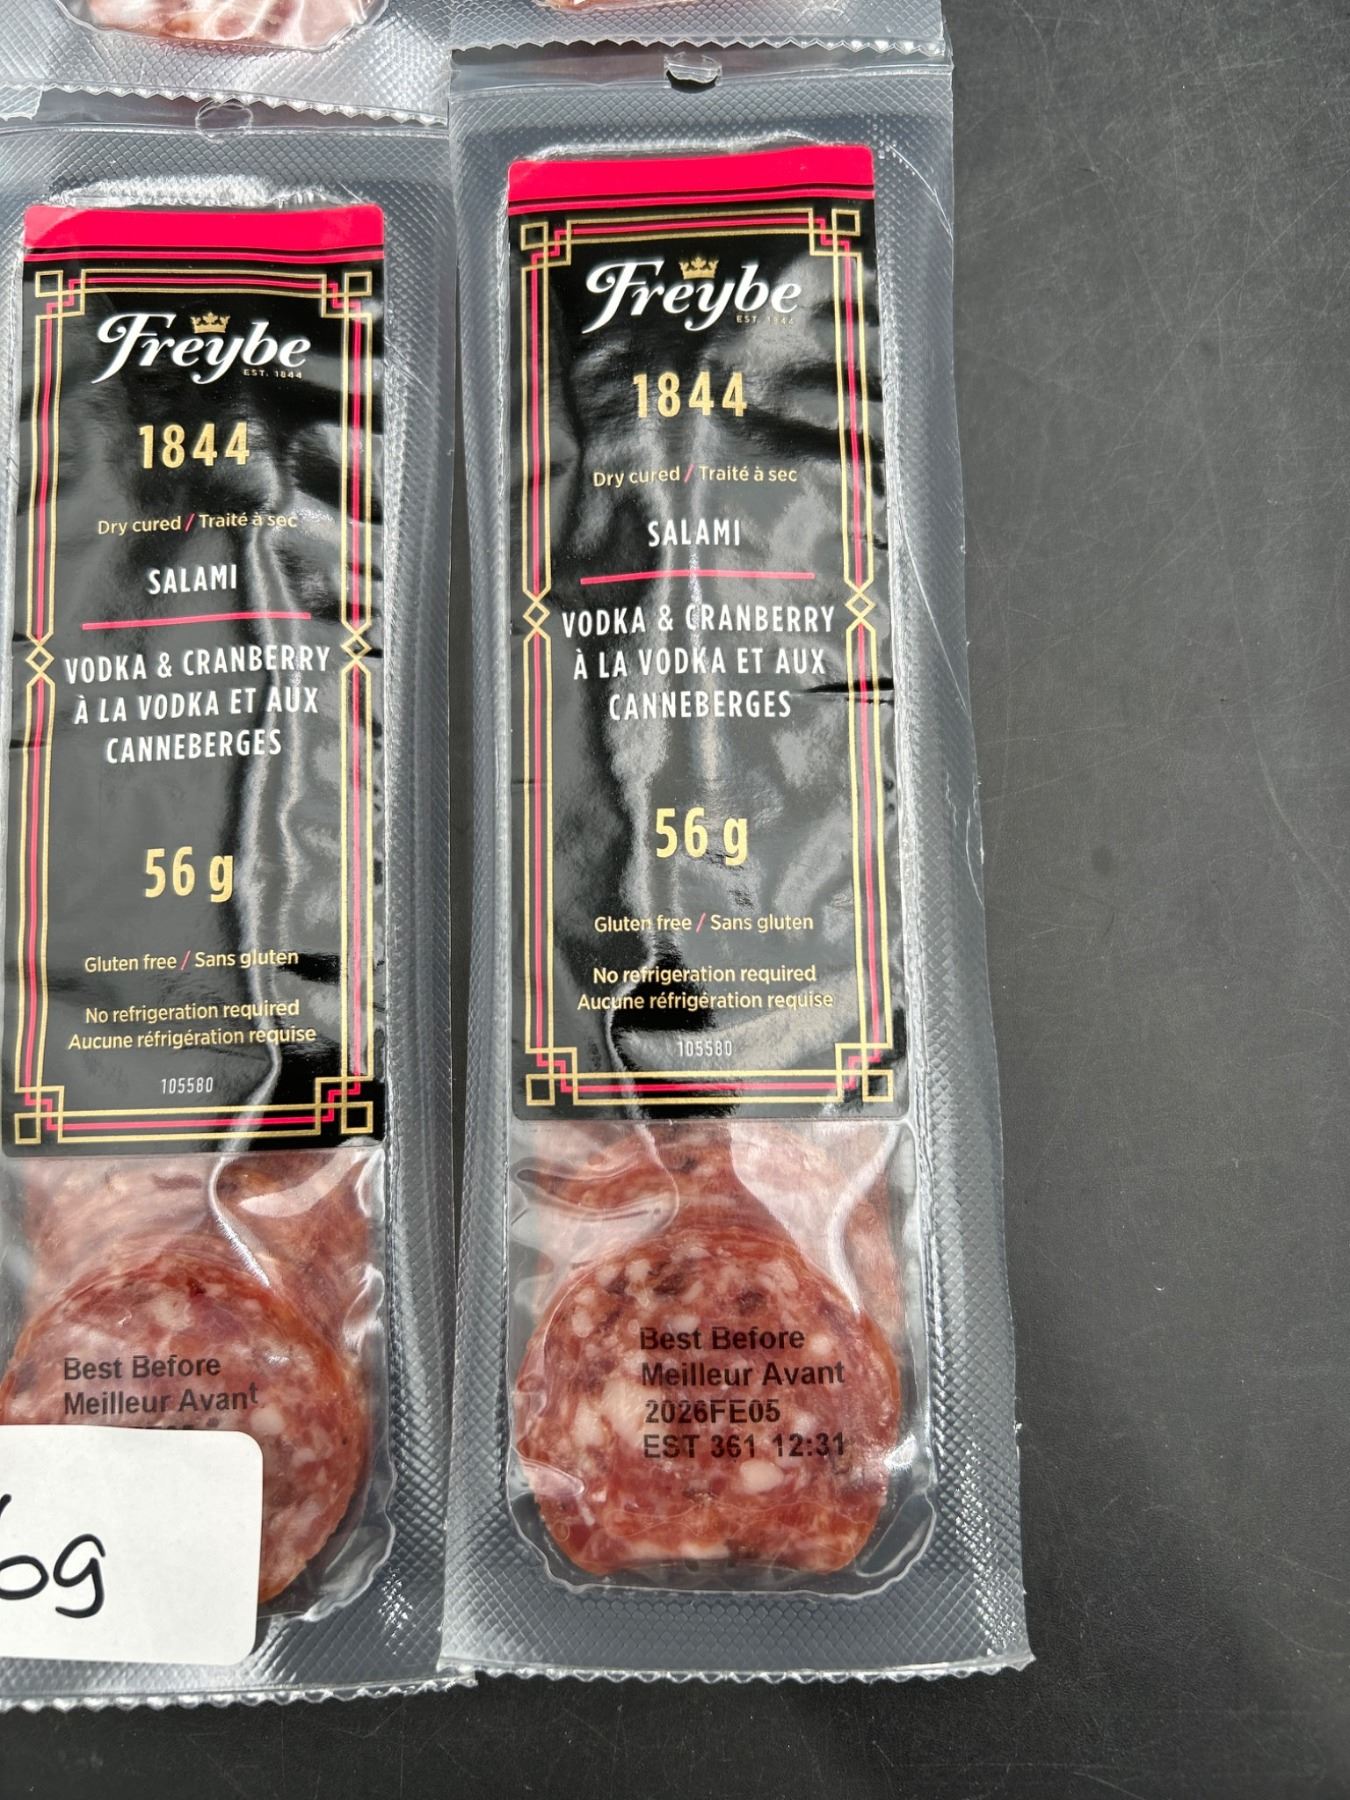 Freybe
EST. 1844
1844
Dry cured / Traité à sec
SALAMI
VODKA & CRANBERRY
À LA VODKA ET AUX
CANNEBERGES
56 g
Gluten free / Sans gluten
No refrigeration required
Aucune réfrigération requise
105580
Best Before
Meilleur Avant
6g
Freybe
EST. 1844
1844
Dry cured / Traité à sec
SALAMI
VODKA & CRANBERRY
À LA VODKA ET AUX
CANNEBERGES
56 g
Gluten free / Sans gluten
No refrigeration required
Aucune réfrigération requise
105580
Best Before
Meilleur Avant
2026FE05
EST 361 12:31